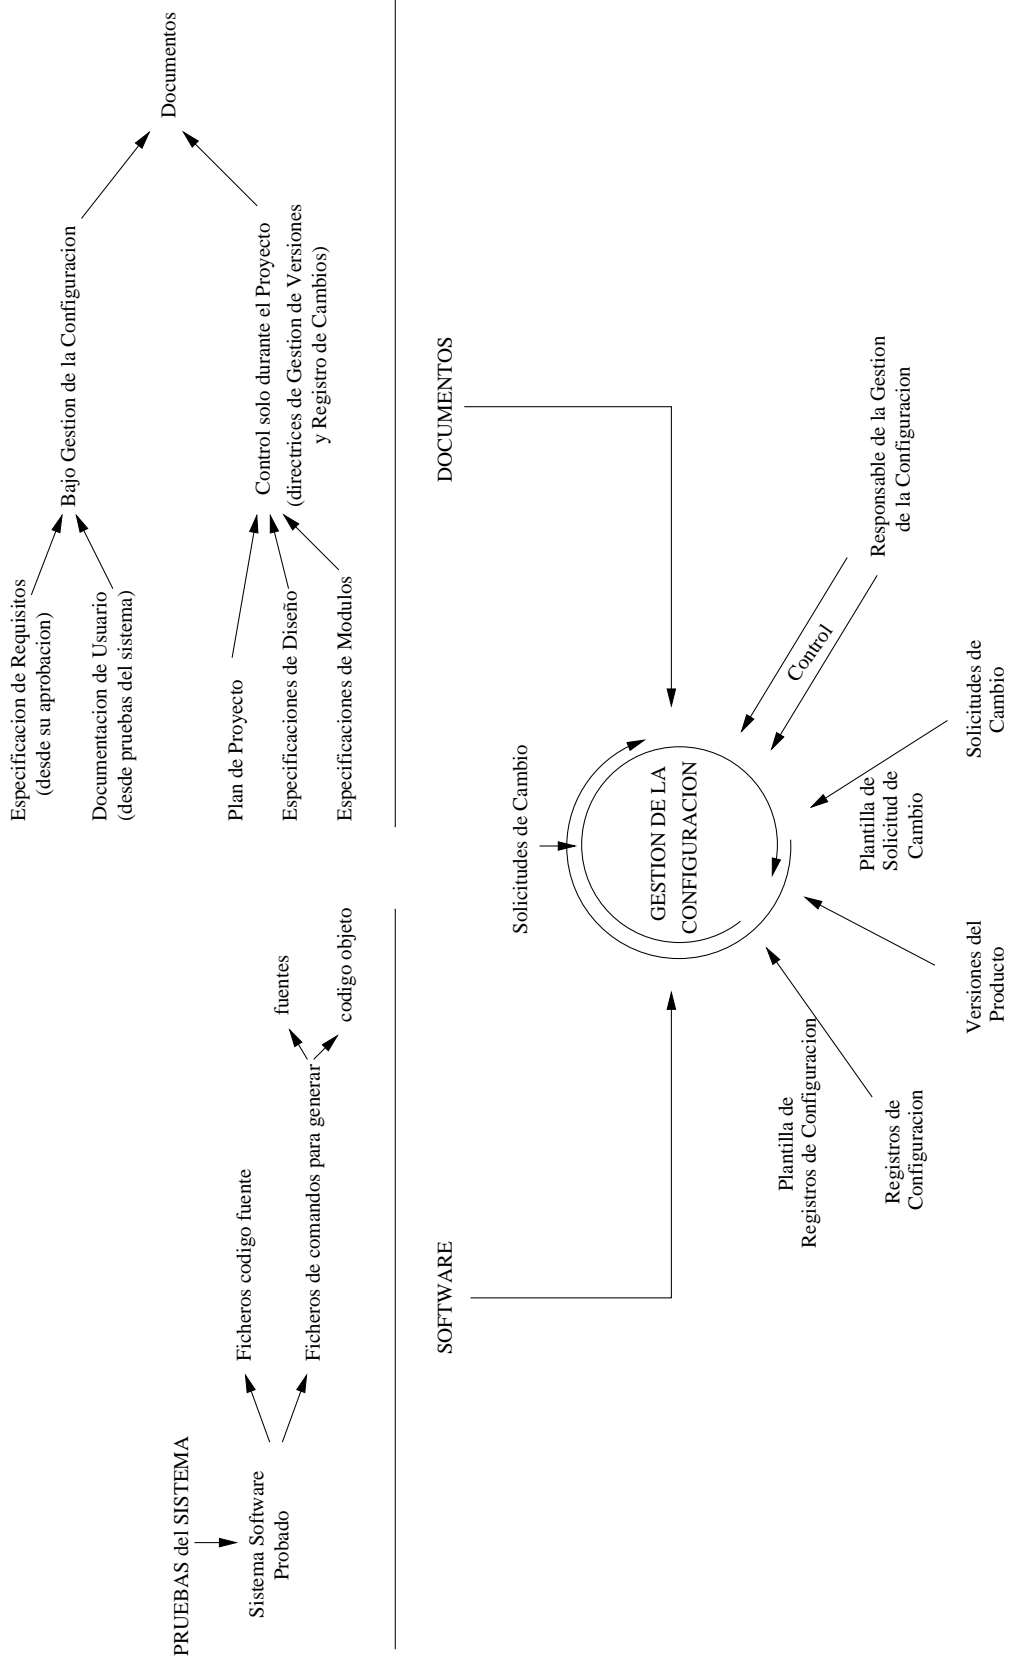 PRUEBAS del SISTEMA
Sistema Software
Probado
Ficheros codigo fuente
Ficheros de comandos para generar
fuentes
codigo objeto
Especificacion de Requisitos
(desde su aprobacion)
Documentacion de Usuario
(desde pruebas del sistema)
Bajo Gestion de la Configuracion
Plan de Proyecto
Especificaciones de Diseño
Especificaciones de Modulos
Control solo durante el Proyecto
(directrices de Gestion de Versiones
y Registro de Cambios)
Documentos
SOFTWARE
DOCUMENTOS
Solicitudes de Cambio
GESTION DE LA
CONFIGURACION
Control
Responsable de la Gestion
de la Configuracion
Plantilla de
Registros de Configuracion
Registros de
Configuracion
Versiones del
Producto
Plantilla de
Solicitud de
Cambio
Solicitudes de
Cambio